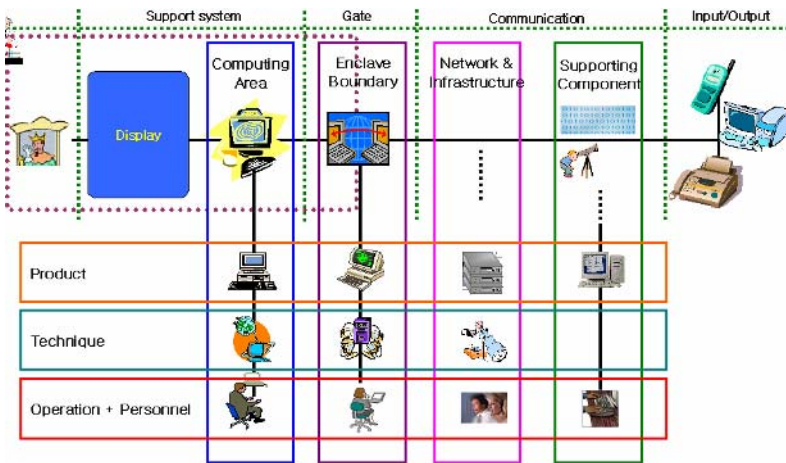 Support system
Gate
Communication
Input/Output
Computing
Area
Enclave
Boundary
Network &
Infrastructure
Supporting
Component
Display
Product
Technique
Operation + Personnel